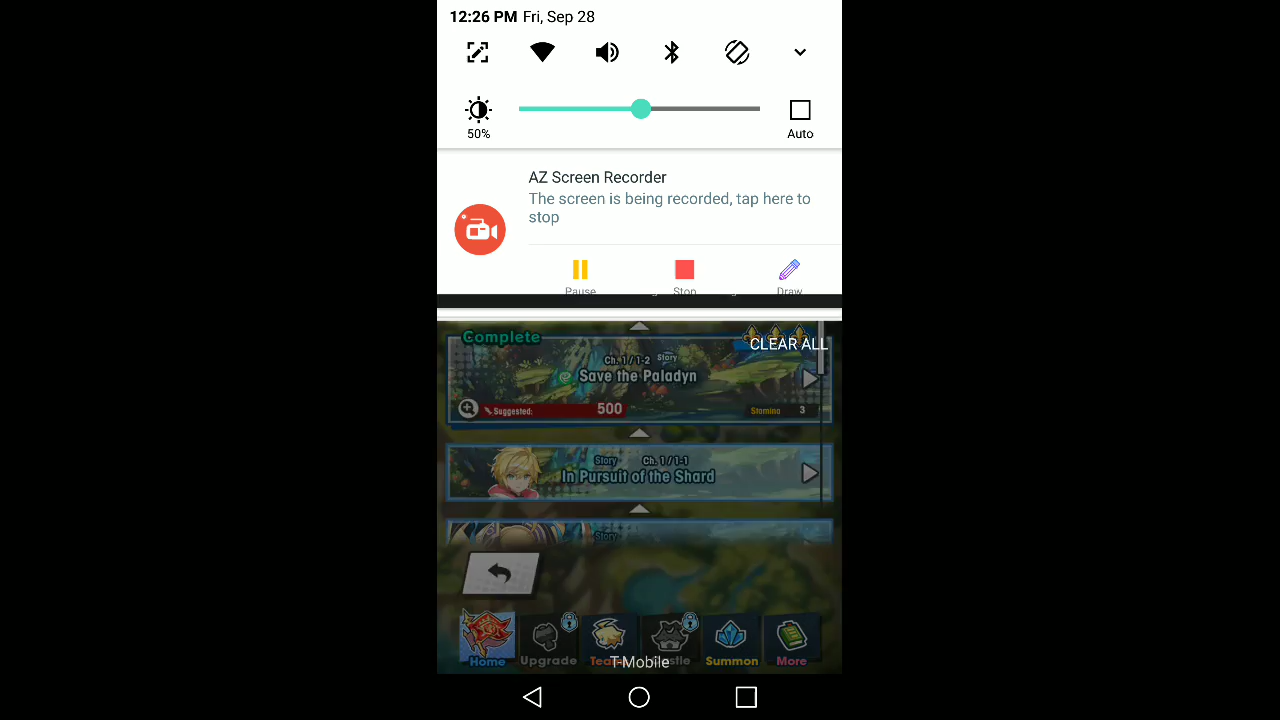 12:26 PM Fri, Sep 28
50%
Auto
AZ Screen Recorder
The screen is being recorded, tap here to
stop
Pause
Stop
Draw
Complete
CLEAR ALL
Ch. 1 / 1-2 Story
Save the Paladyn
Suggested: 500
Stamina 3
Story Ch. 1 / 1-1
In Pursuit of the Shard
Story
T-Mobile
Home
Upgrade
Summon
More